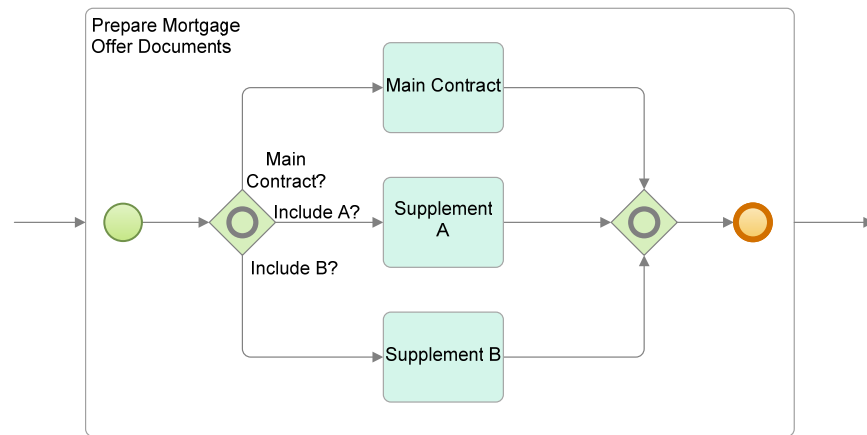 Prepare Mortgage
Offer Documents
Main Contract
Main
Contract?
Include A?
Supplement
A
Include B?
Supplement B